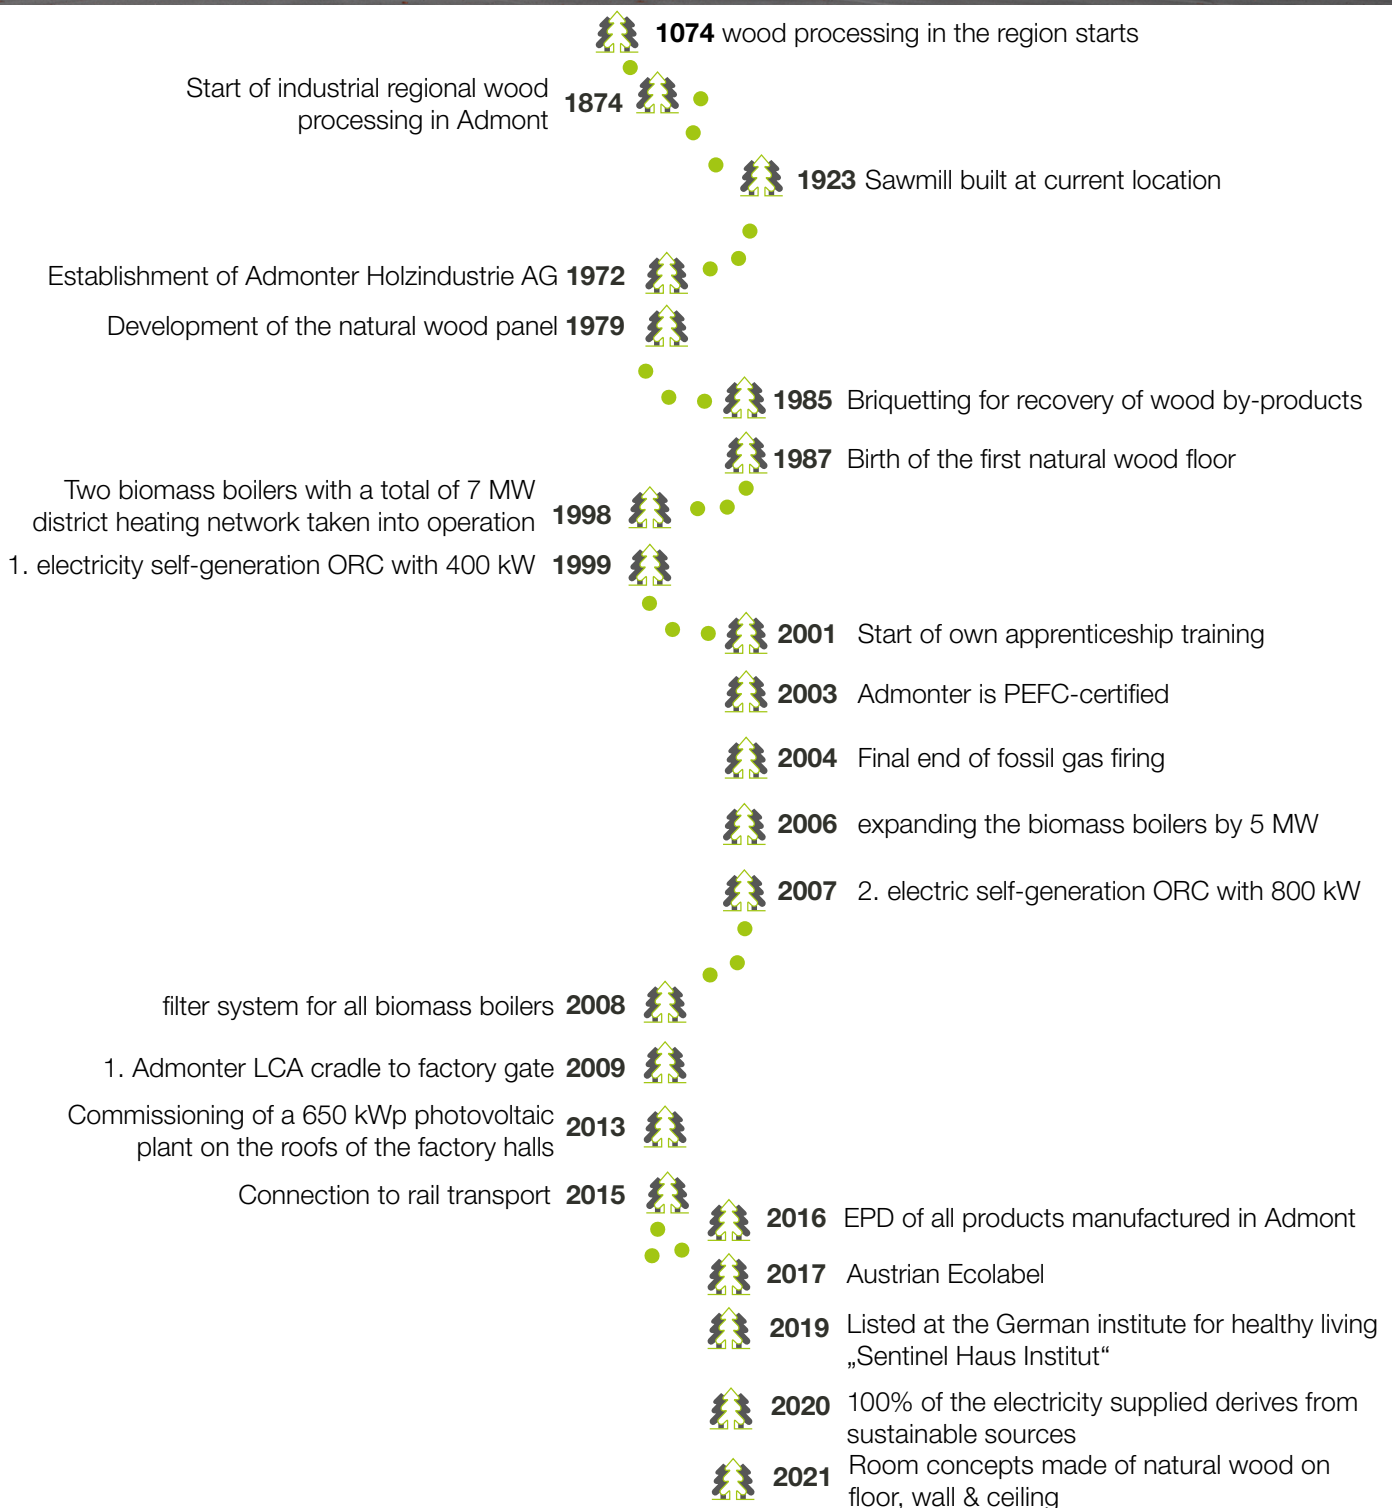 1074 wood processing in the region starts
Start of industrial regional wood
processing in Admont
1874
1923 Sawmill built at current location
Establishment of Admonter Holzindustrie AG 1972
Development of the natural wood panel 1979
1985 Briquetting for recovery of wood by-products
1987 Birth of the first natural wood floor
Two biomass boilers with a total of 7 MW
district heating network taken into operation
1998
1. electricity self-generation ORC with 400 kW 1999
2001 Start of own apprenticeship training
2003 Admonter is PEFC-certified
2004 Final end of fossil gas firing
2006 expanding the biomass boilers by 5 MW
2007 2. electric self-generation ORC with 800 kW
filter system for all biomass boilers 2008
1. Admonter LCA cradle to factory gate 2009
Commissioning of a 650 kWp photovoltaic
plant on the roofs of the factory halls
2013
Connection to rail transport 2015
2016 EPD of all products manufactured in Admont
2017 Austrian Ecolabel
2019 Listed at the German institute for healthy living
„Sentinel Haus Institut“
2020 100% of the electricity supplied derives from
sustainable sources
2021 Room concepts made of natural wood on
floor, wall & ceiling